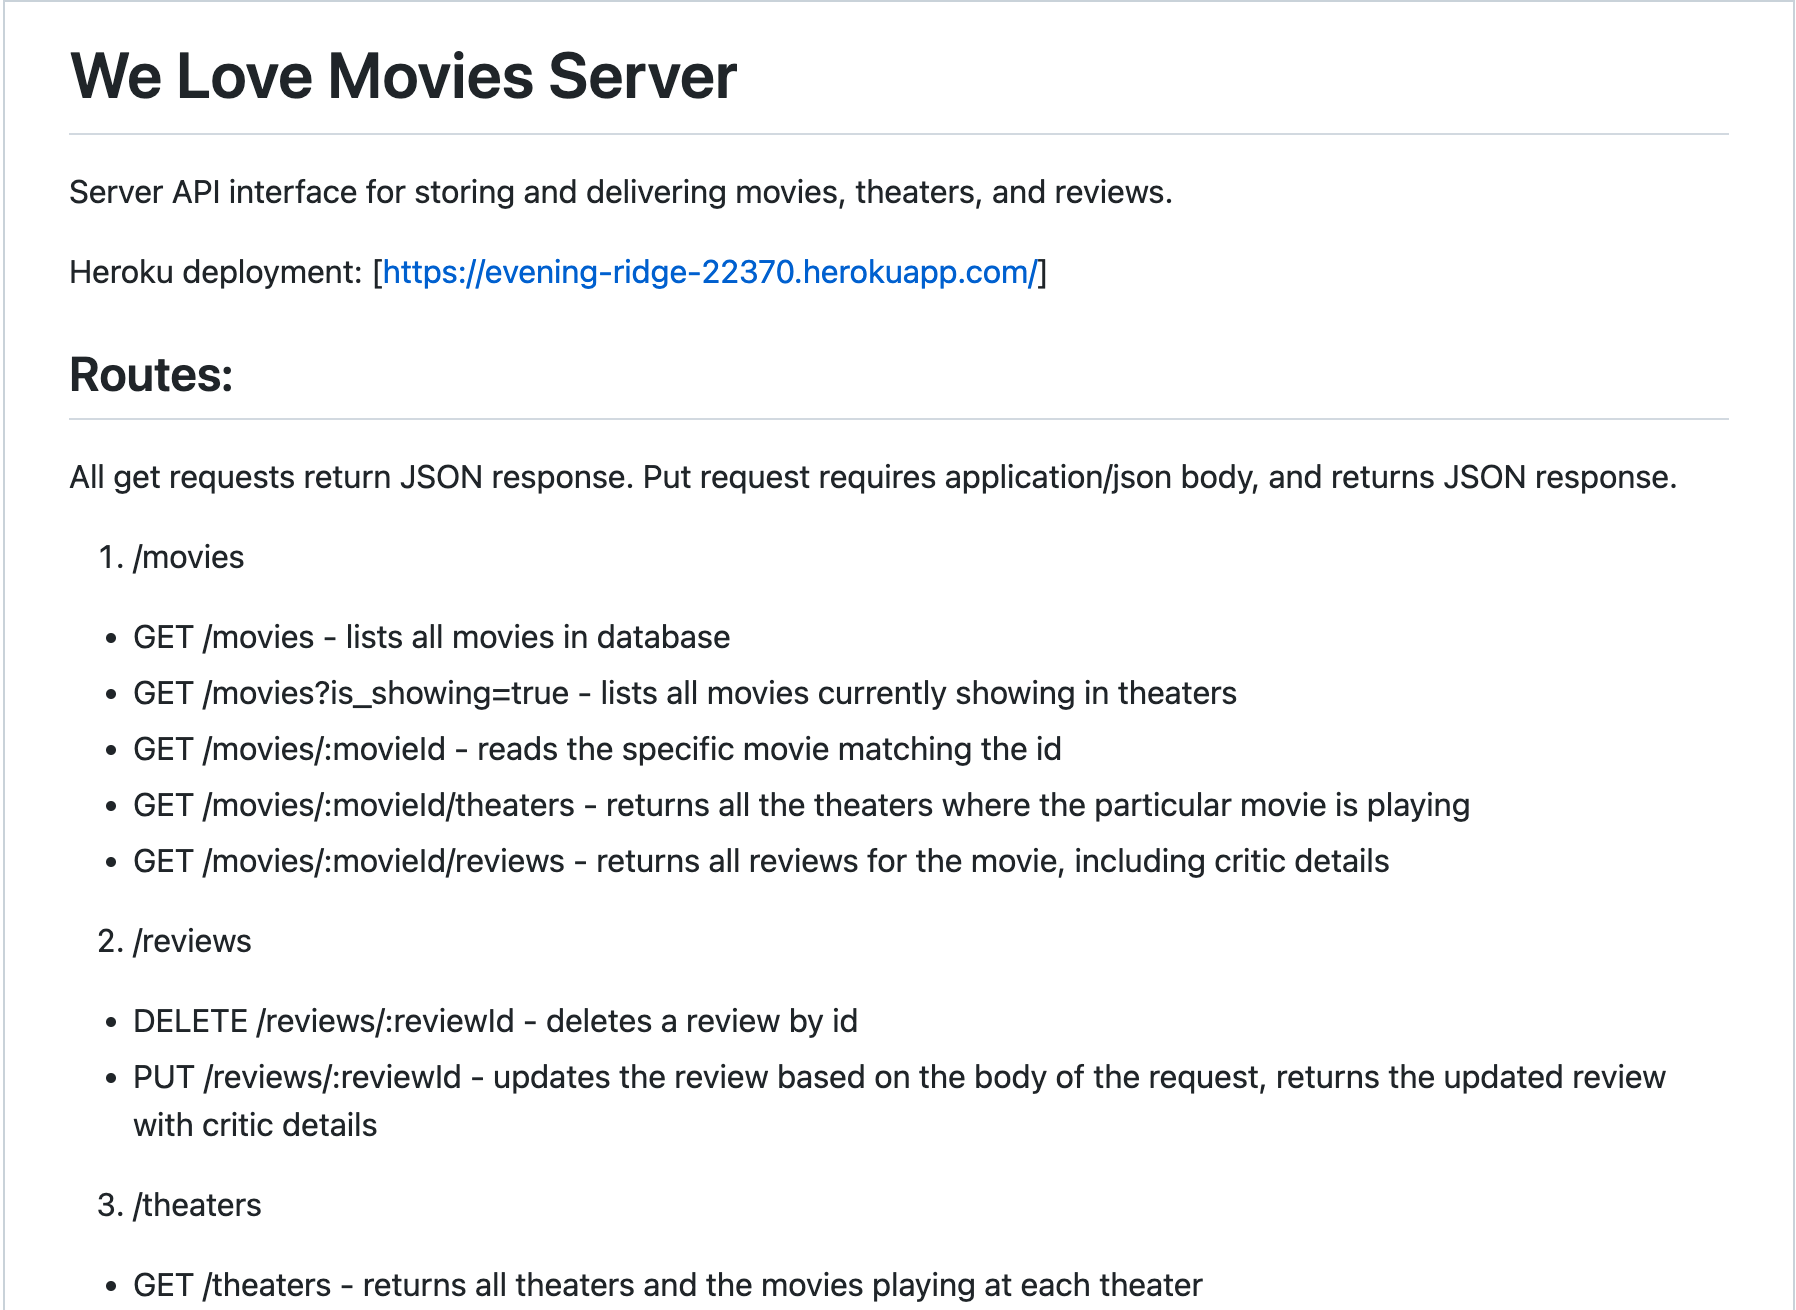 We Love Movies Server
Server API interface for storing and delivering movies, theaters, and reviews.
Heroku deployment: [https://evening-ridge-22370.herokuapp.com/]
Routes:
All get requests return JSON response. Put request requires application/json body, and returns JSON response.
1. /movies
• GET /movies - lists all movies in database
• GET /movies?is_showing=true - lists all movies currently showing in theaters
• GET /movies/:movieId - reads the specific movie matching the id
• GET /movies/:movieId/theaters - returns all the theaters where the particular movie is playing
• GET /movies/:movieId/reviews - returns all reviews for the movie, including critic details
2. /reviews
• DELETE /reviews/:reviewId - deletes a review by id
• PUT /reviews/:reviewId - updates the review based on the body of the request, returns the updated review
with critic details
3. /theaters
• GET /theaters - returns all theaters and the movies playing at each theater